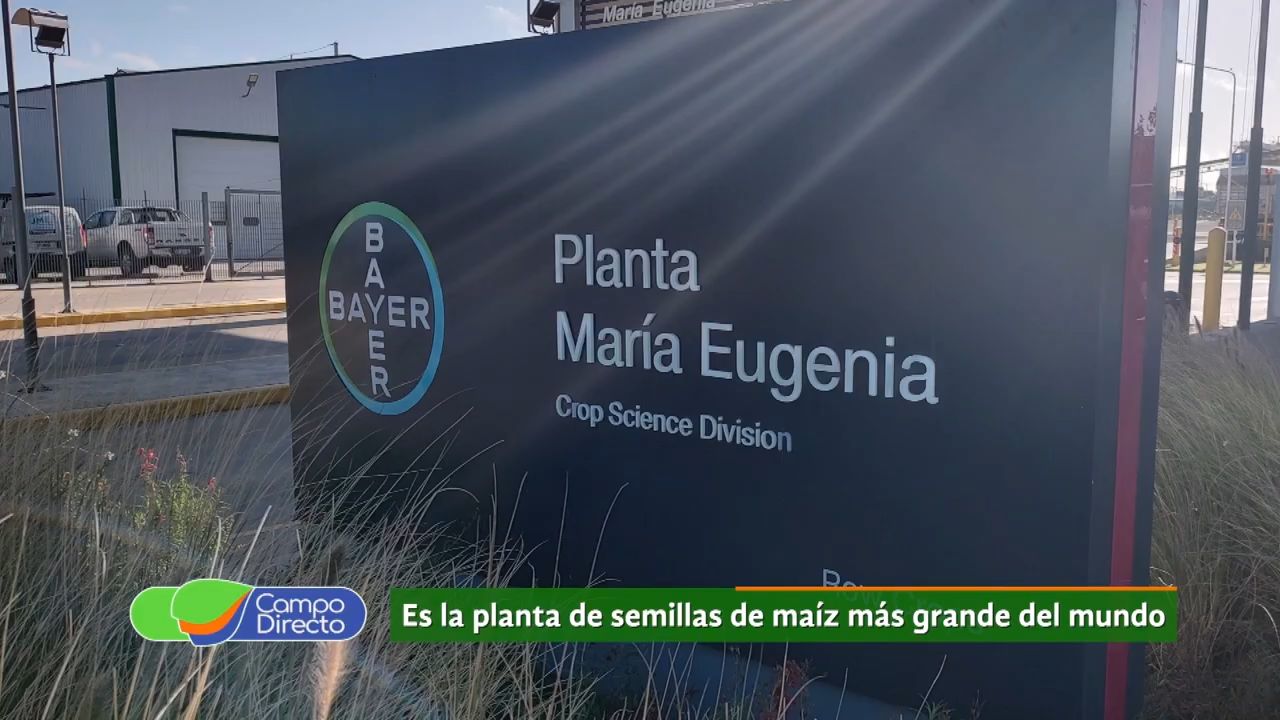 María Eugenia
BAYER
BAYER
Planta
María Eugenia
Crop Science Division
Campo
Directo
Es la planta de semillas de maíz más grande del mundo